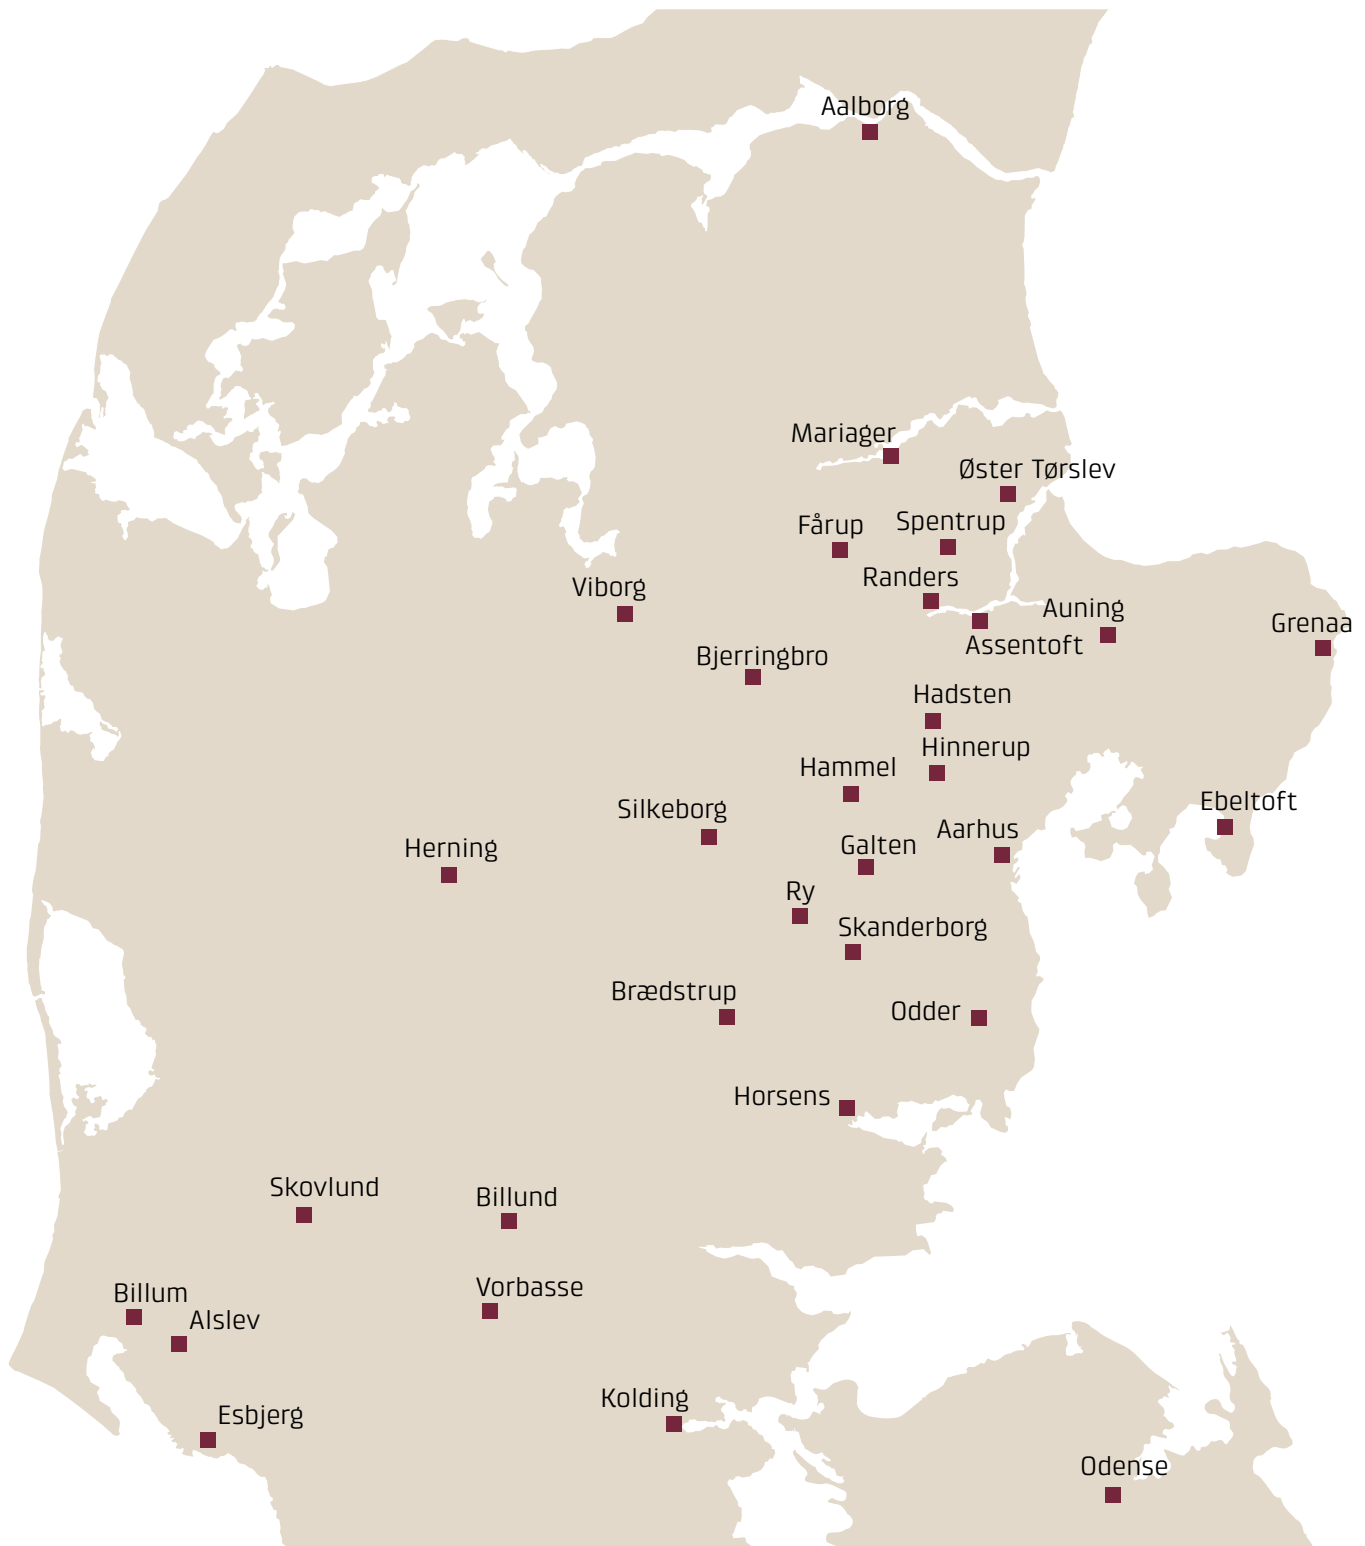 Aalborg
Mariager
Øster Tørslev
Spentrup
Fårup
Randers
Viborg
Auning
Grenaa
Assentoft
Bjerringbro
Hadsten
Hinnerup
Hammel
Ebeltoft
Silkeborg
Aarhus
Galten
Herning
Ry
Skanderborg
Brædstrup
Odder
Horsens
Skovlund
Billund
Vorbasse
Billum
Alslev
Kolding
Esbjerg
Odense